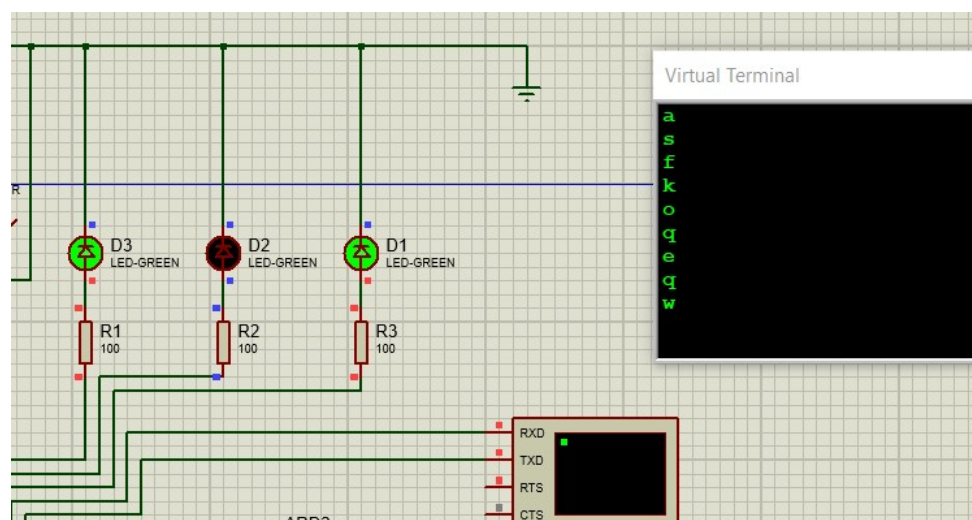 Virtual Terminal
a
s
f
k
o
q
e
q
w
R
D3
LED-GREEN
D2
LED-GREEN
D1
LED-GREEN
R1
100
R2
100
R3
100
RXD
TXD
RTS
CTS